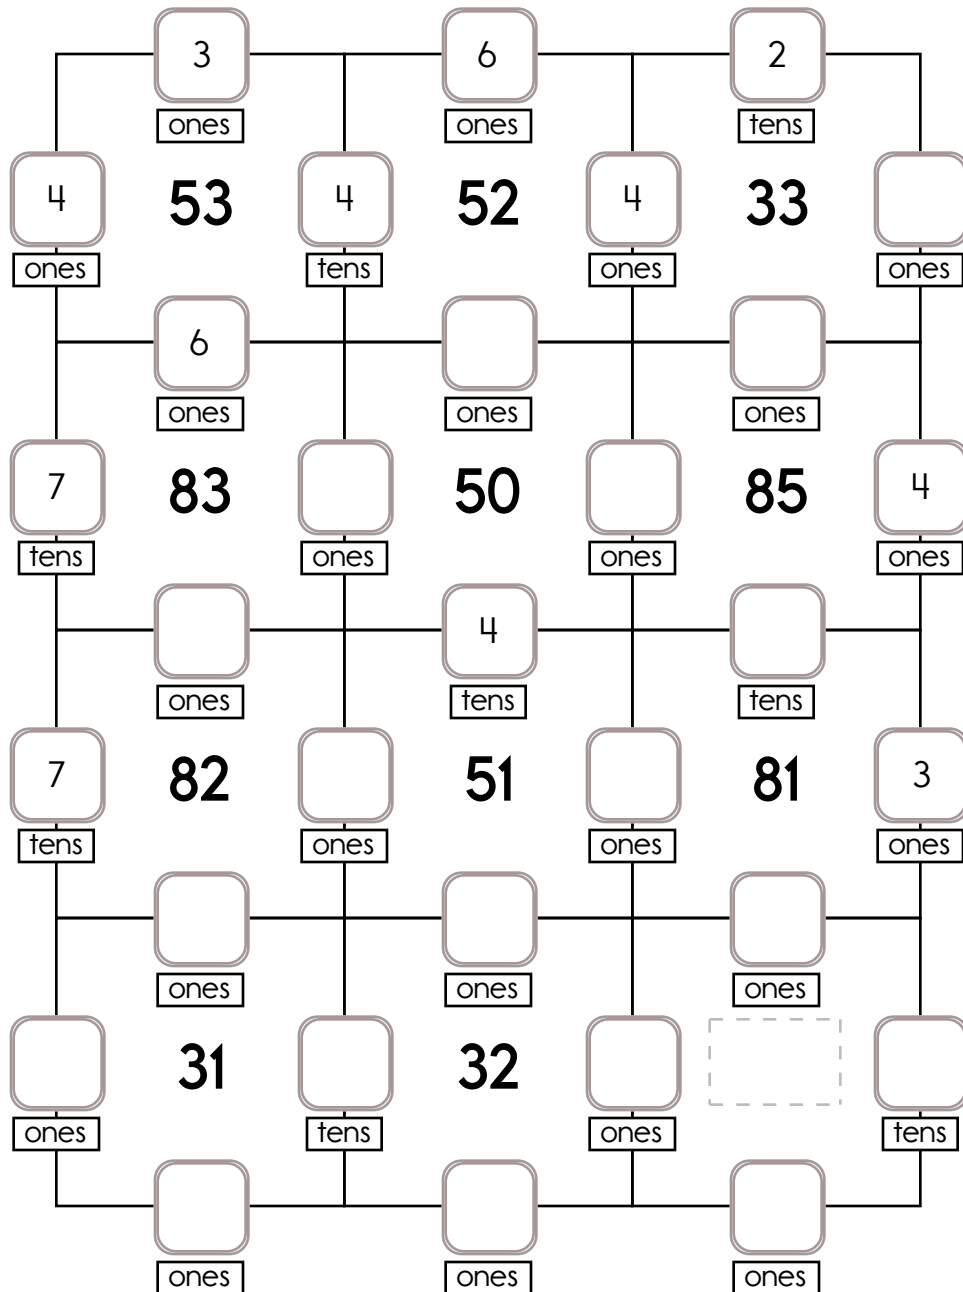 3 6 2
ones ones tens
4 53 4 52 4 33
ones tens ones ones
6
ones ones ones
7 83 50 85 4
tens ones ones ones
4
ones tens tens
7 82 51 81 3
tens ones ones ones
ones ones ones
31 32
ones tens ones tens
ones ones ones